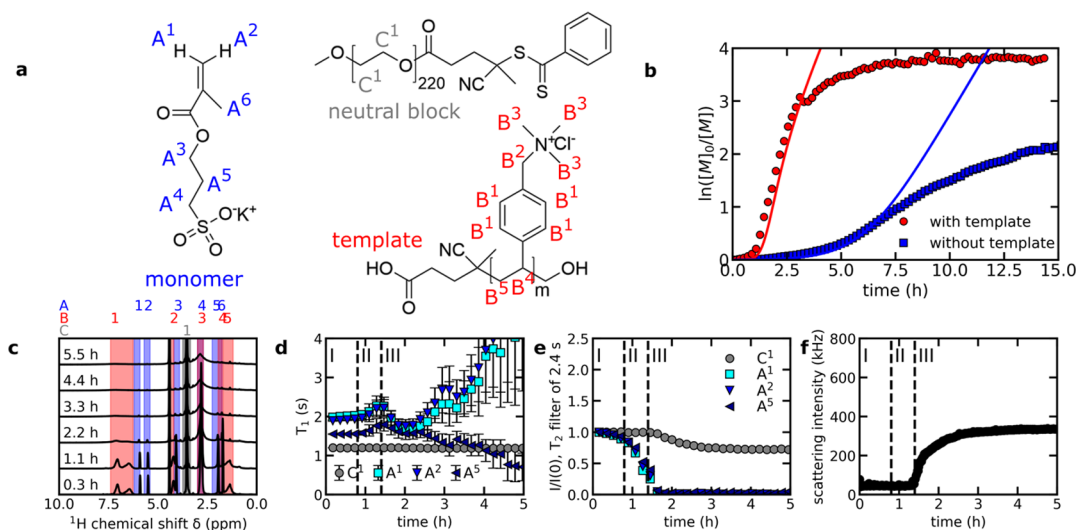 a
A¹ A²
H H
A⁶
O
O
A³
A⁵
A⁴
S O⁻K⁺
O O
monomer
C¹
O O
O
C¹
220
NC
S
S
neutral block
B³
B³
N⁺Cl⁻
B²
B³
B¹ B¹
B¹ B¹
template
NC
HO OH
O
B⁵ B⁴ m
b
ln([M]₀/[M])
4
3
2
1
0
with template
without template
0.0 2.5 5.0 7.5 10.0 12.5 15.0
time (h)
A 1 2 3 4 5 6
B 1 2 3 4 5
C 1
c
5.5 h
4.4 h
3.3 h
2.2 h
1.1 h
0.3 h
10.0 7.5 5.0 2.5 0.0
¹H chemical shift δ (ppm)
d
T₁ (s)
4
3
2
1
0
I II III
C¹ A¹ A² A⁵
0 1 2 3 4 5
time (h)
e
I/I(0), T₂ filter of 2.4 s
2.5
2.0
1.5
1.0
0.5
0.0
I II III
C¹
A¹
A²
A⁵
0 1 2 3 4 5
time (h)
f
scattering intensity (kHz)
800
600
400
200
0
I II III
0 1 2 3 4 5
time (h)